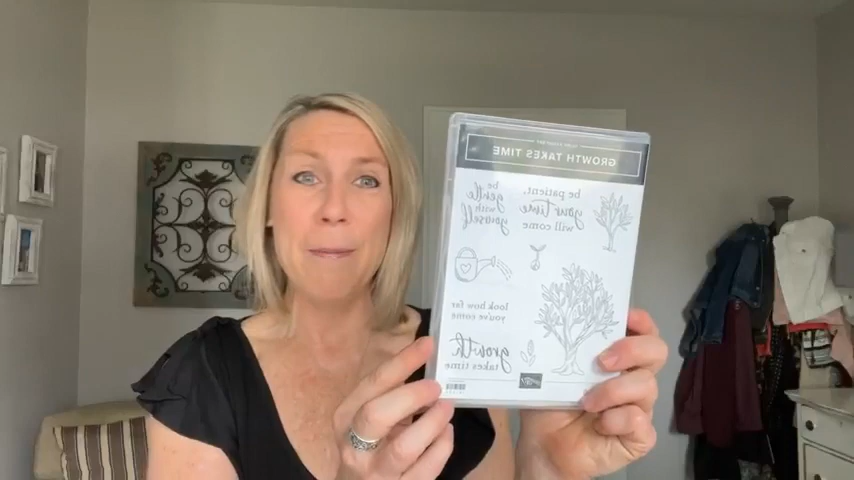 GROWTH TAKES TIME
be
gentle
with
yourself
be patient,
your time
will come
look how far
you've come
growth
takes time